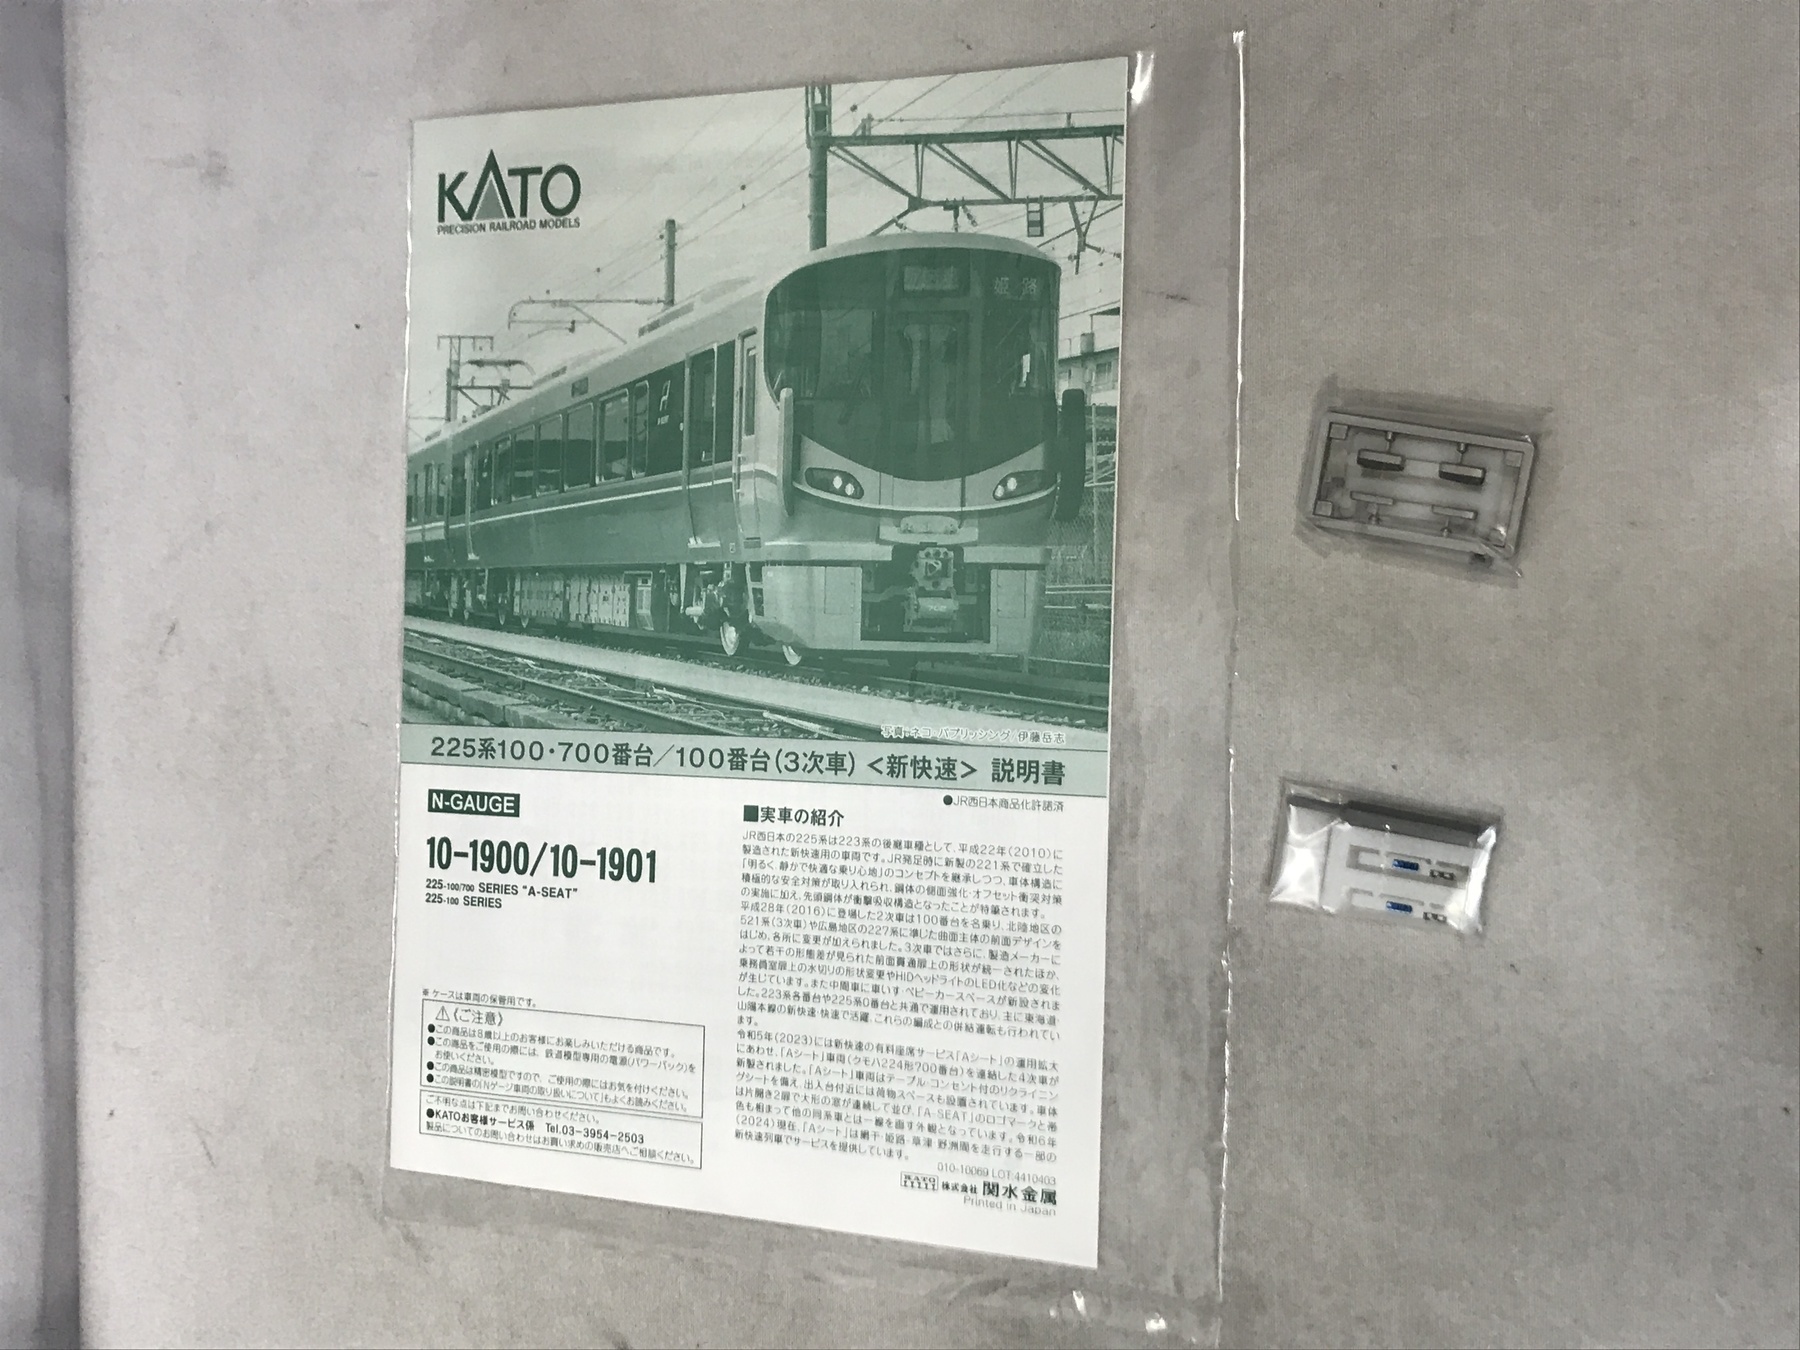 KATO
PRECISION RAILROAD MODELS
姫路
写真:ネコ・パブリッシング/伊藤岳志
225系100・700番台／100番台(3次車)<新快速> 説明書
●JR西日本商品化許諾済
N-GAUGE
10-1900/10-1901
225-100/700 SERIES "A-SEAT"
225-100 SERIES
※ ケースは車両の保管用です。
⚠(ご注意)
●この商品は8歳以上のお客様にお楽しみいただける商品です。
●この商品をご使用の際には、鉄道模型専用の電源(パワーパック)を
お使いください。
●この商品は精密模型ですので、ご使用の際にはお気を付けください。
●この説明書の「Nゲージ車両の取り扱いについて」もよくお読みください。
ご不明な点は下記までお問い合わせください。
●KATOお客様サービス係 Tel.03-3954-2503
製品についてのお問い合わせはお買い求めの販売店へご相談ください。
■実車の紹介
JR西日本の225系は223系の後継車種として、平成22年(2010)に
製造された新快速用の車両です。JR発足時に新製の221系で確立した
「明るく、静かで快適な乗り心地」のコンセプトを継承しつつ、車体構造に
積極的な安全対策が取り入れられ、鋼体の側面強化・オフセット衝突対策
の実施に加え、先頭鋼体が衝撃吸収構造となったことが特筆されます。
平成28年(2016)に登場した2次車は100番台を名乗り、北陸地区の
521系(3次車)や広島地区の227系に準じた曲面主体の前面デザインを
はじめ、各所に変更が加えられました。3次車ではさらに、製造メーカーに
よって若干の形態差が見られた前面貫通扉上の形状が統一されたほか、
乗務員室扉上の水切りの形状変更やHIDヘッドライトのLED化などの変化
が生じています。また中間車に車いす・ベビーカースペースが新設されま
した。223系各番台や225系0番台と共通で運用されており、主に東海道・
山陽本線の新快速・快速で活躍、これらの編成との併結運転も行われてい
ます。
令和5年(2023)には新快速の有料座席サービス「Aシート」の運用拡大
にあわせ、「Aシート」車両(クモハ224形700番台)を連結した4次車が
新製されました。「Aシート」車両はテーブル・コンセント付のリクライニン
グシートを備え、出入台付近には荷物スペースも設置されています。車体
は片開き2扉で大形の窓が連続して並び、「A-SEAT」のロゴマークと帯
色も相まって他の同系車とは一線を画す外観となっています。令和6年
(2024)現在、「Aシート」は網干・姫路-草津・野洲間を走行する一部の
新快速列車でサービスを提供しています。
010-10069 LOT:4410403
KATO 株式会社 関水金属
Printed in Japan